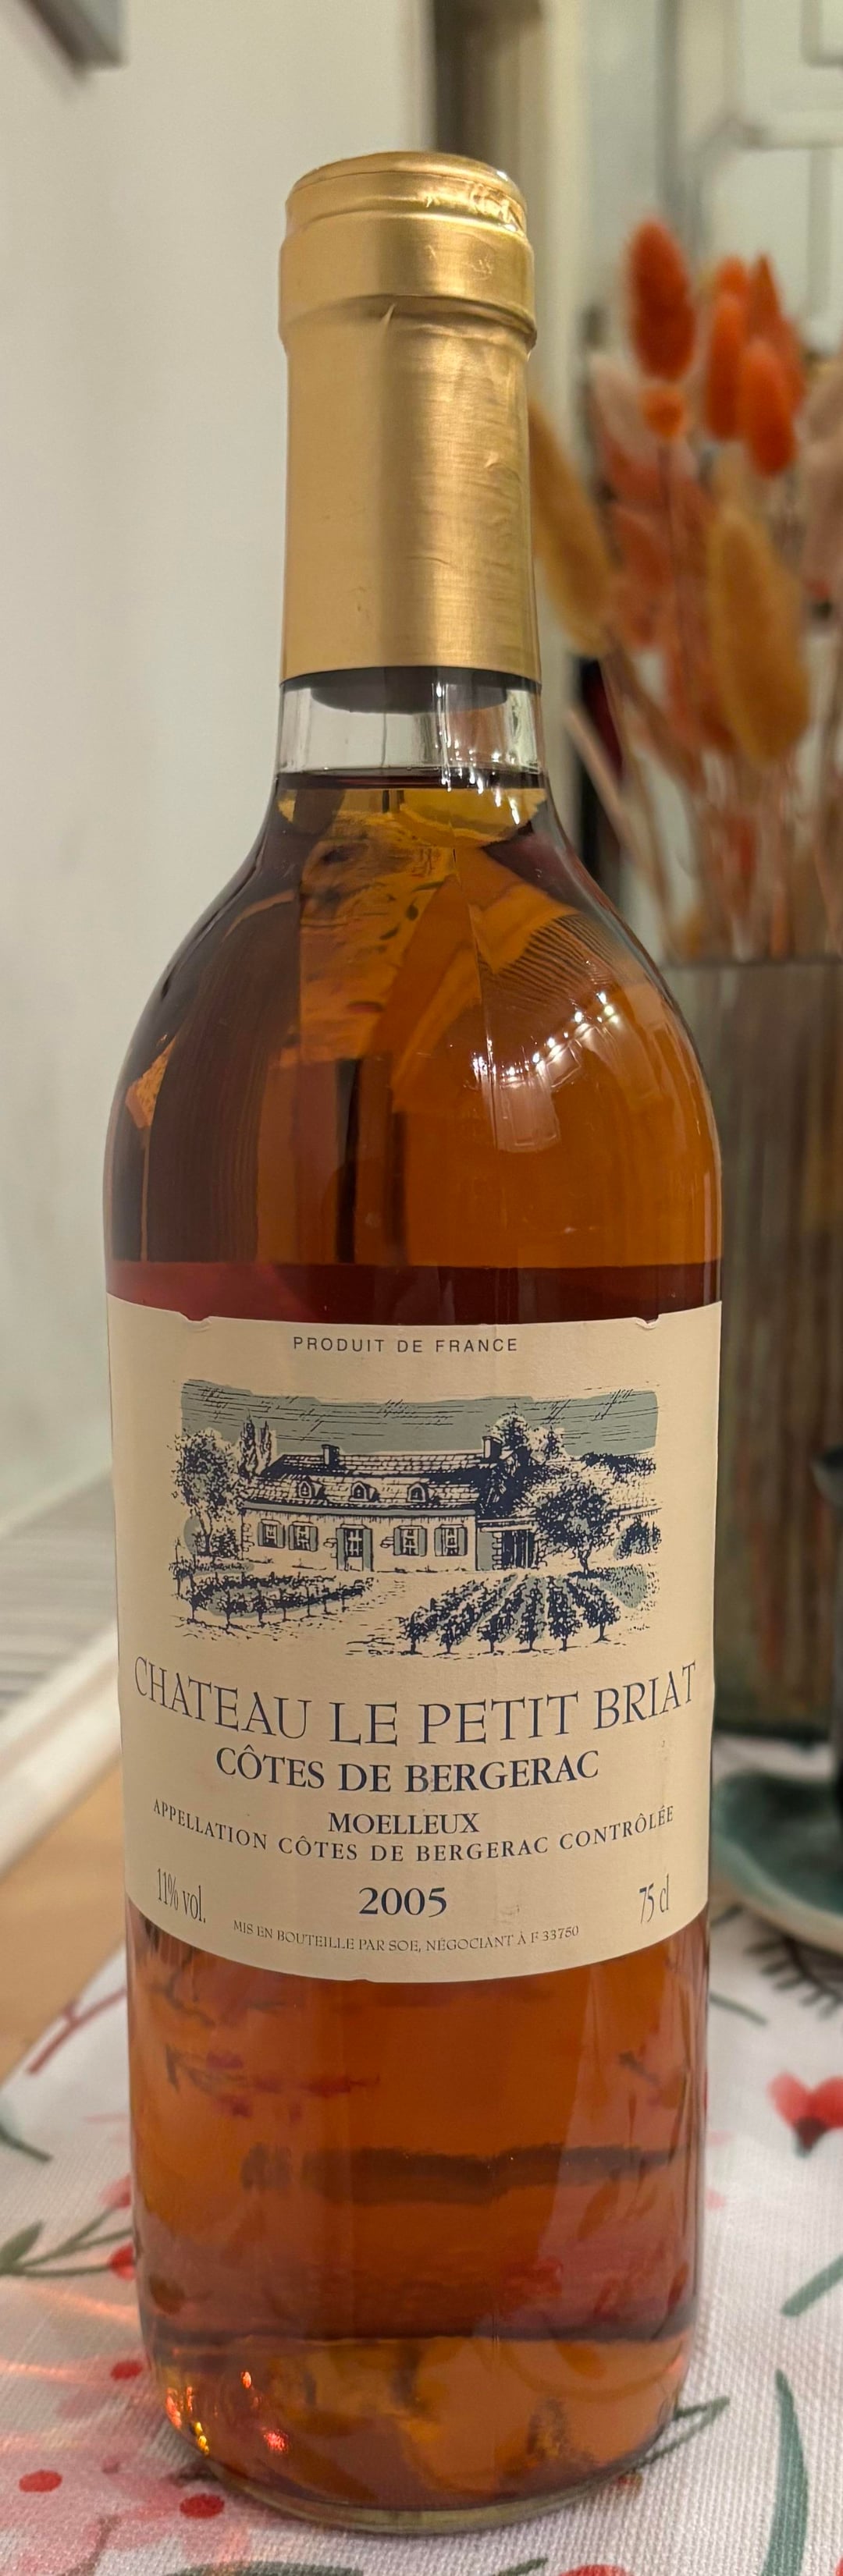 PRODUIT DE FRANCE
CHATEAU LE PETIT BRIAT
CÔTES DE BERGERAC
MOELLEUX
APPELLATION CÔTES DE BERGERAC CONTRÔLÉE
11% vol.
2005
75 cl
MIS EN BOUTEILLE PAR SOE, NÉGOCIANT À F 33750